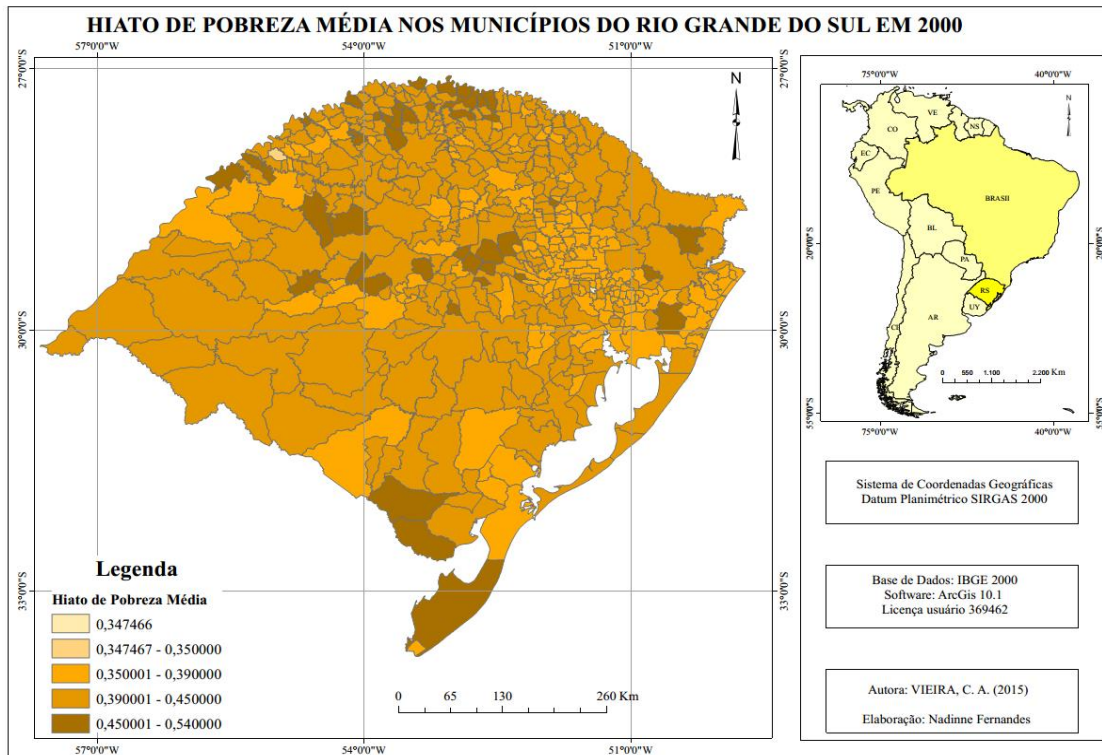 HIATO DE POBREZA MÉDIA NOS MUNICÍPIOS DO RIO GRANDE DO SUL EM 2000
57°0'0"W 54°0'0"W 51°0'0"W
27°0'0"S
30°0'0"S
33°0'0"S
N
Legenda
Hiato de Pobreza Média
0,347466
0,347467 - 0,350000
0,350001 - 0,390000
0,390001 - 0,450000
0,450001 - 0,540000
0 65 130 260 Km
57°0'0"W 54°0'0"W 51°0'0"W
27°0'0"S
30°0'0"S
33°0'0"S
75°0'0"W 40°0'0"W
N
VE
NS
CO
EC
PE
BRASIL
BL
PA
RS
UY
AR
CI
20°0'0"S
20°0'0"S
0 550 1.100 2.200 Km
55°0'0"S
55°0'0"S
75°0'0"W 40°0'0"W
Sistema de Coordenadas Geográficas
Datum Planimétrico SIRGAS 2000
Base de Dados: IBGE 2000
Software: ArcGis 10.1
Licença usuário 369462
Autora: VIEIRA, C. A. (2015)
Elaboração: Nadinne Fernandes